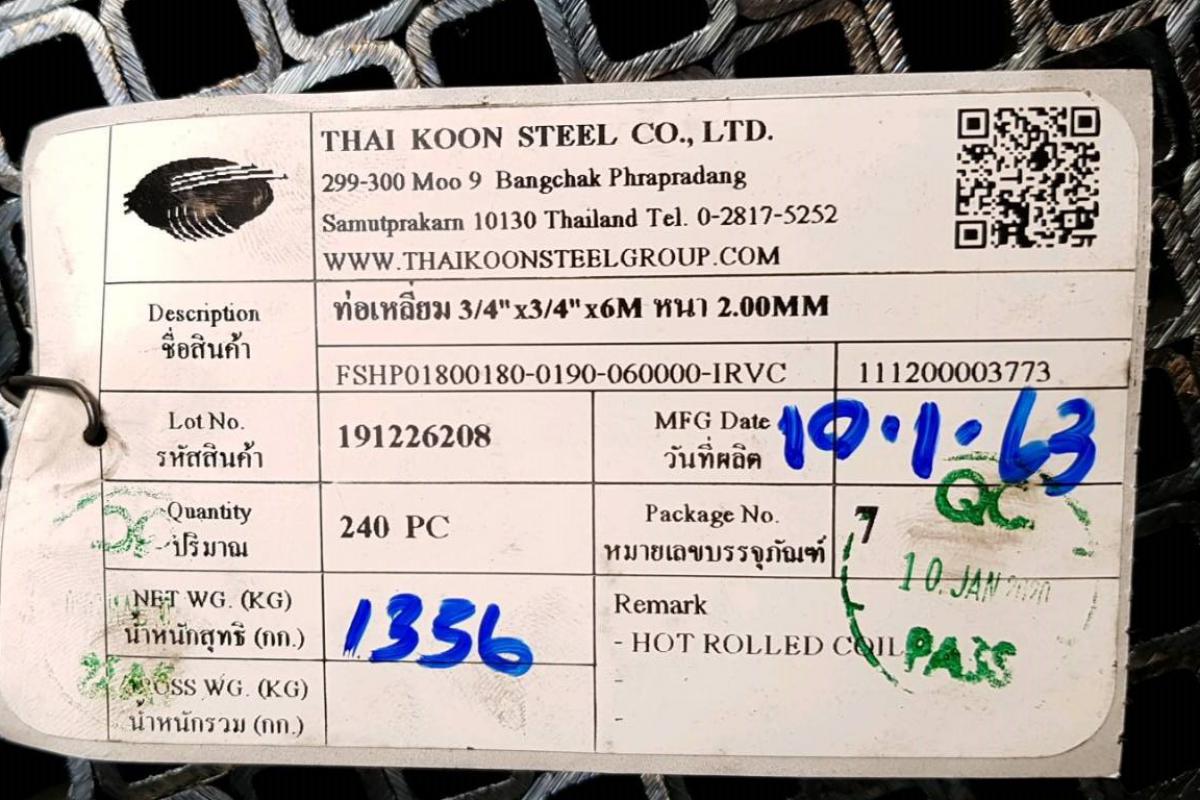 THAI KOON STEEL CO., LTD.
299-300 Moo 9 Bangchak Phrapradang
Samutprakarn 10130 Thailand Tel. 0-2817-5252
WWW.THAIKOONSTEELGROUP.COM
Description
ชื่อสินค้า
ท่อเหลี่ยม 3/4"x3/4"x6M หนา 2.00MM
FSHP01800180-0190-060000-IRVC 111200003773
Lot No.
รหัสสินค้า
191226208
MFG Date
วันที่ผลิต
10.1.63
Quantity
ปริมาณ
240 PC
Package No.
หมายเลขบรรจุภัณฑ์
7
QC
10. JAN 2020
PASS
NET WG. (KG)
น้ำหนักสุทธิ (กก.)
1356
Remark
- HOT ROLLED COIL
-
-
GROSS WG. (KG)
น้ำหนักรวม (กก.)